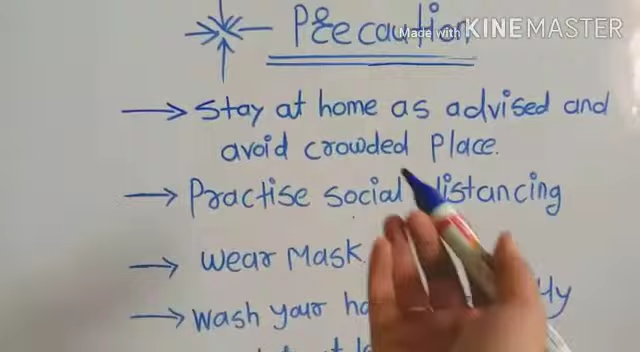 Precaution
Made with KINEMASTER
→ Stay at home as advised and
avoid crowded place.
→ Practise social distancing
→ Wear Mask.
→ Wash your